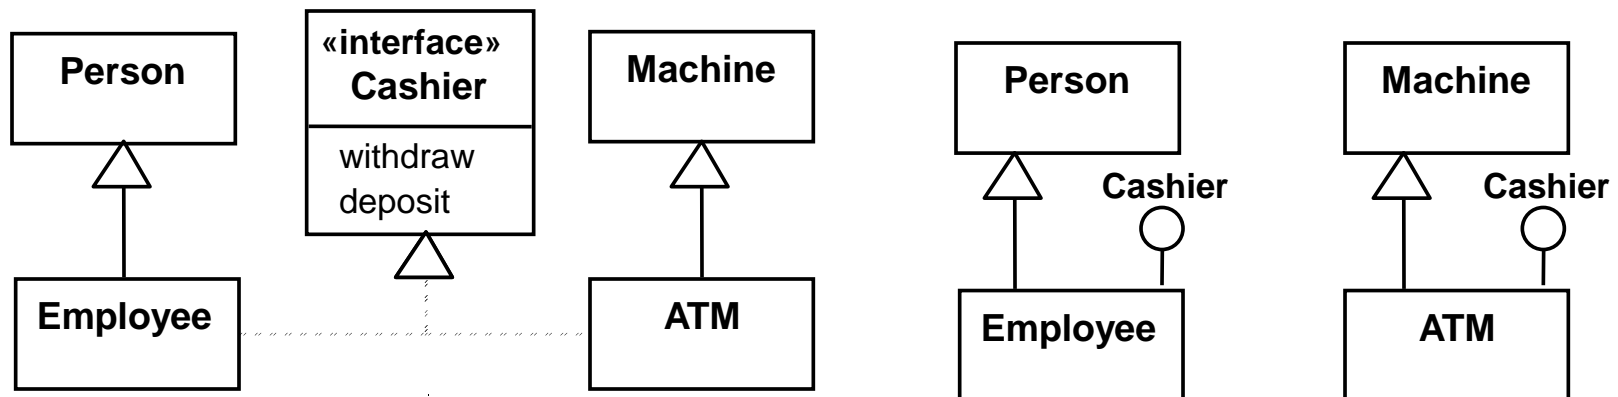 Person
«interface»
Cashier
withdraw
deposit
Machine
Employee
ATM
Person
Machine
Cashier
Cashier
Employee
ATM